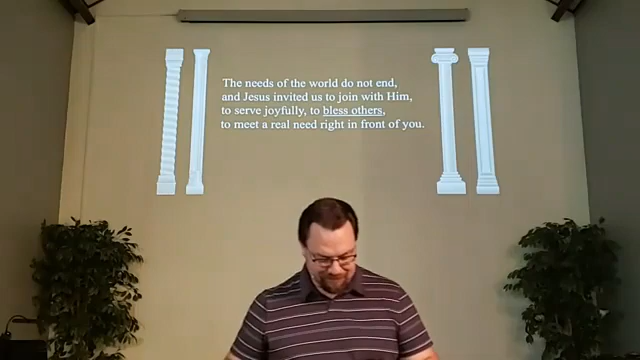 The needs of the world do not end,
and Jesus invited us to join with Him,
to serve joyfully, to bless others,
to meet a real need right in front of you.